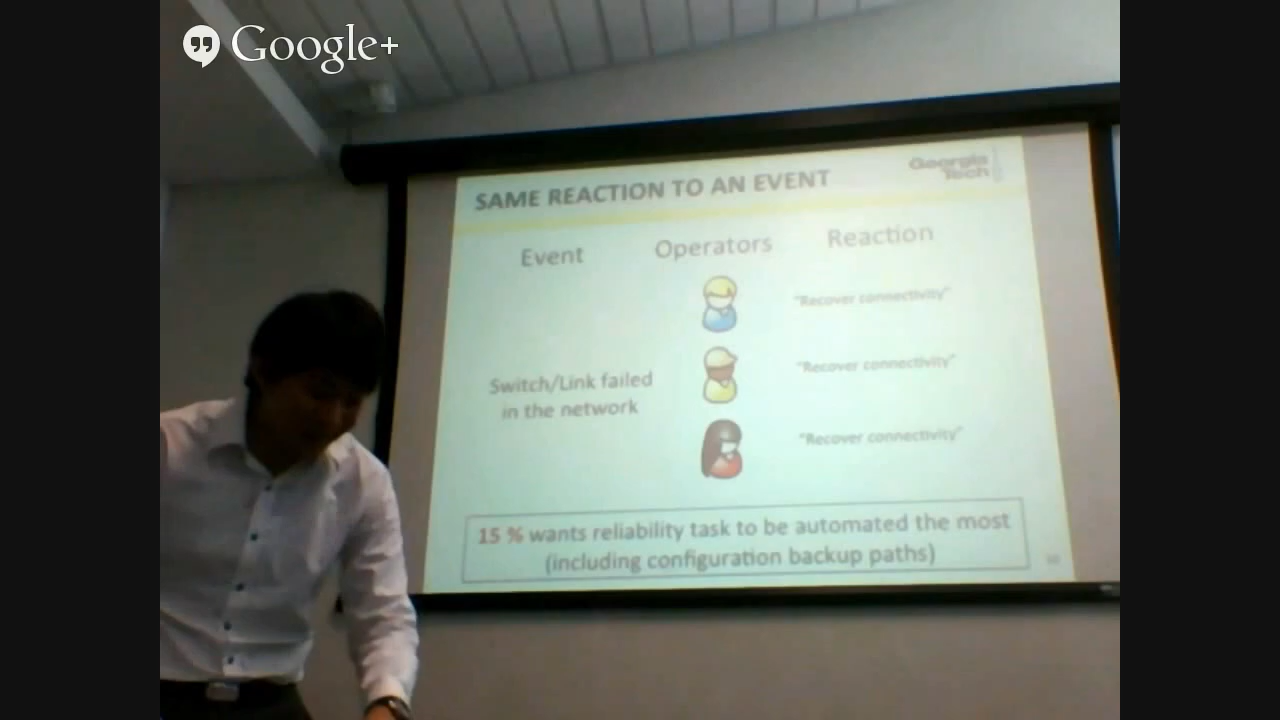 Google+
Georgia
Tech
SAME REACTION TO AN EVENT
Event
Operators
Reaction
"Recover connectivity"
"Recover connectivity"
Switch/Link failed
in the network
"Recover connectivity"
15 % wants reliability task to be automated the most
(including configuration backup paths)